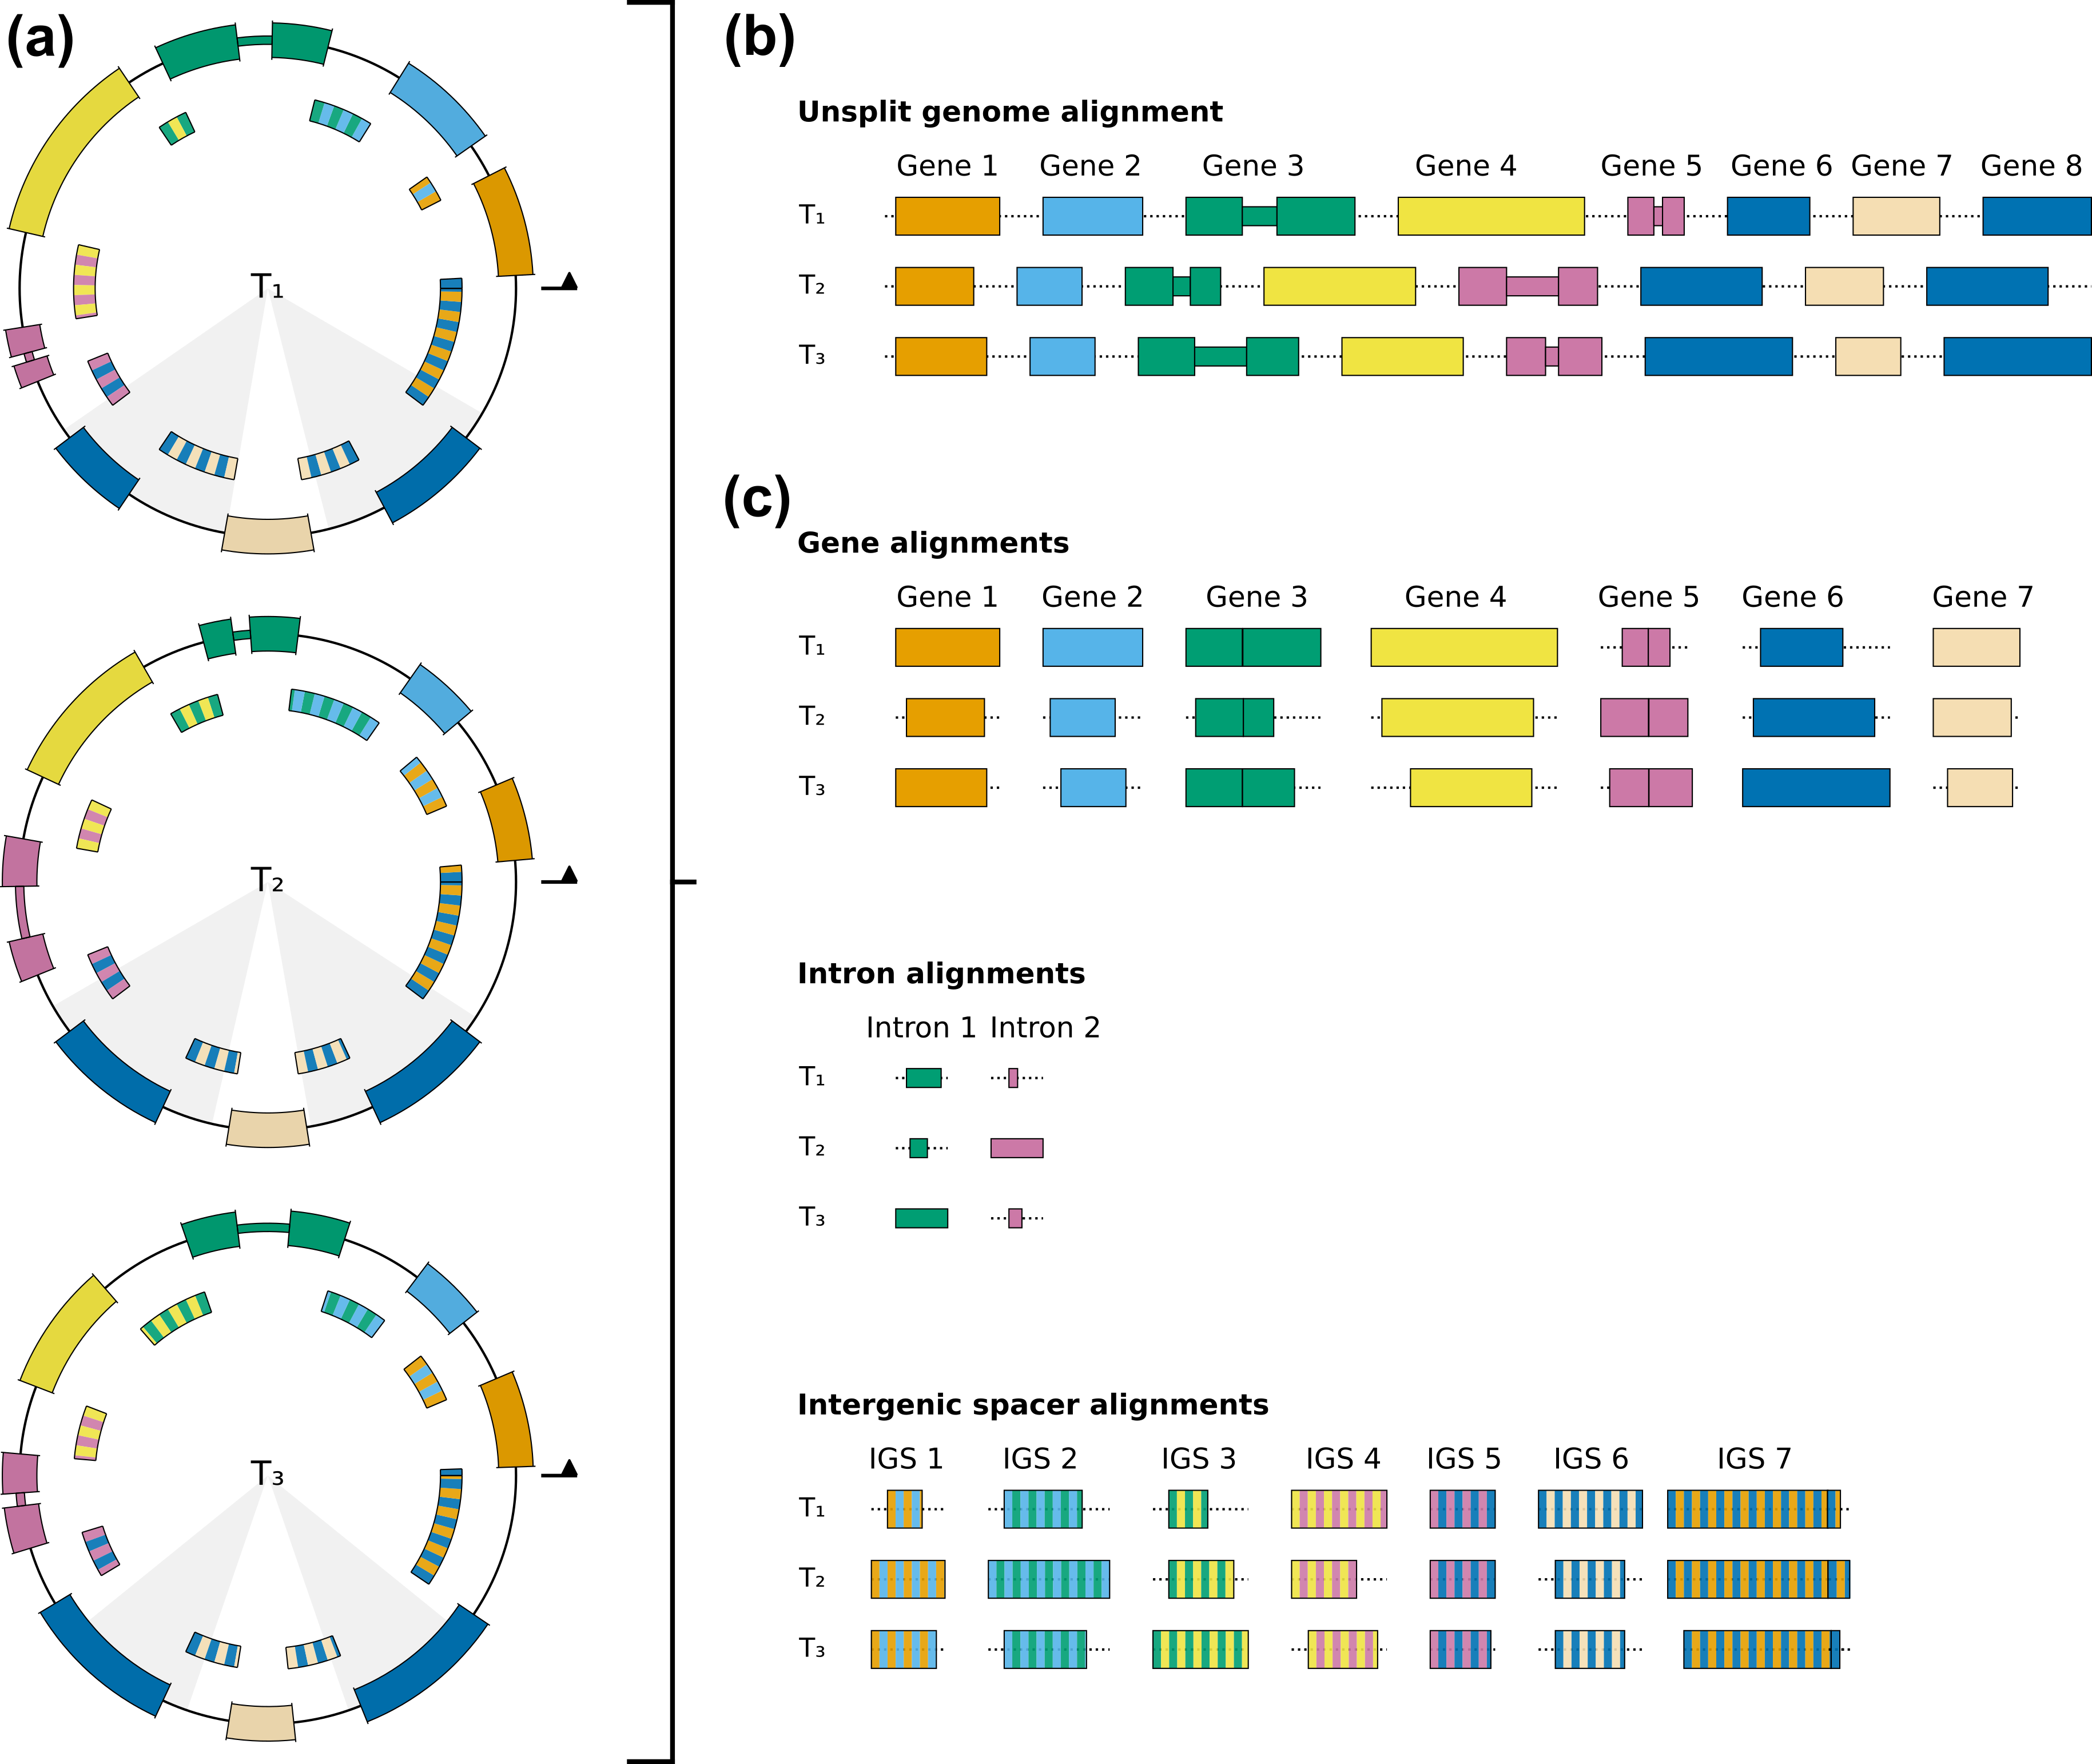 (a)
T₁
T₂
T₃
(b)
Unsplit genome alignment
Gene 1 Gene 2 Gene 3 Gene 4 Gene 5 Gene 6 Gene 7 Gene 8
T₁
T₂
T₃
(c)
Gene alignments
Gene 1 Gene 2 Gene 3 Gene 4 Gene 5 Gene 6 Gene 7
T₁
T₂
T₃
Intron alignments
Intron 1 Intron 2
T₁
T₂
T₃
Intergenic spacer alignments
IGS 1 IGS 2 IGS 3 IGS 4 IGS 5 IGS 6 IGS 7
T₁
T₂
T₃